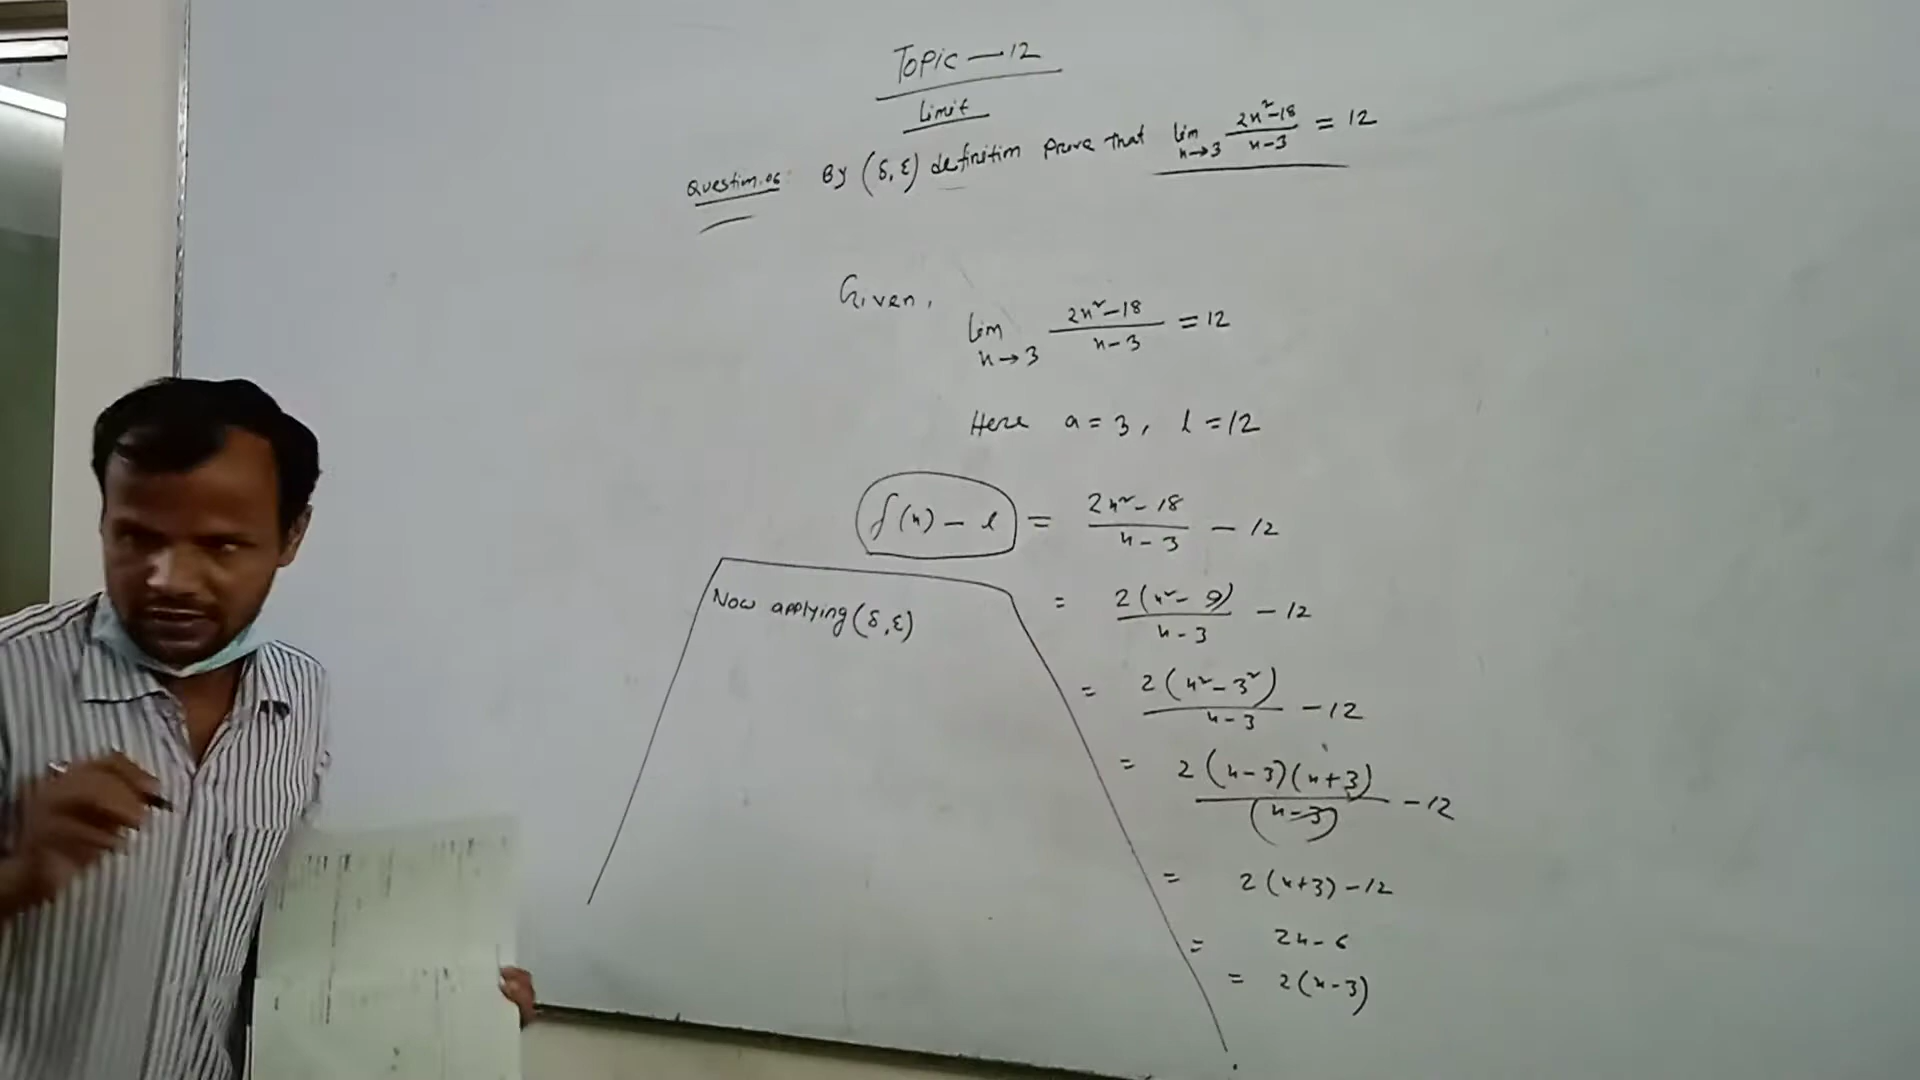 Topic — 12
Limit
Question.06: By (δ, ε) definition prove that lim x→3 2x²-18/x-3 = 12
Given,
lim x→3 2x²-18/x-3 = 12
Here a = 3, l = 12
f(x) - l = 2x²-18/x-3 - 12
= 2(x²-9)/x-3 - 12
Now applying (δ, ε)
= 2(x²-3²)/x-3 - 12
= 2(x-3)(x+3)/(x-3) - 12
= 2(x+3)-12
= 2x-6
= 2(x-3)